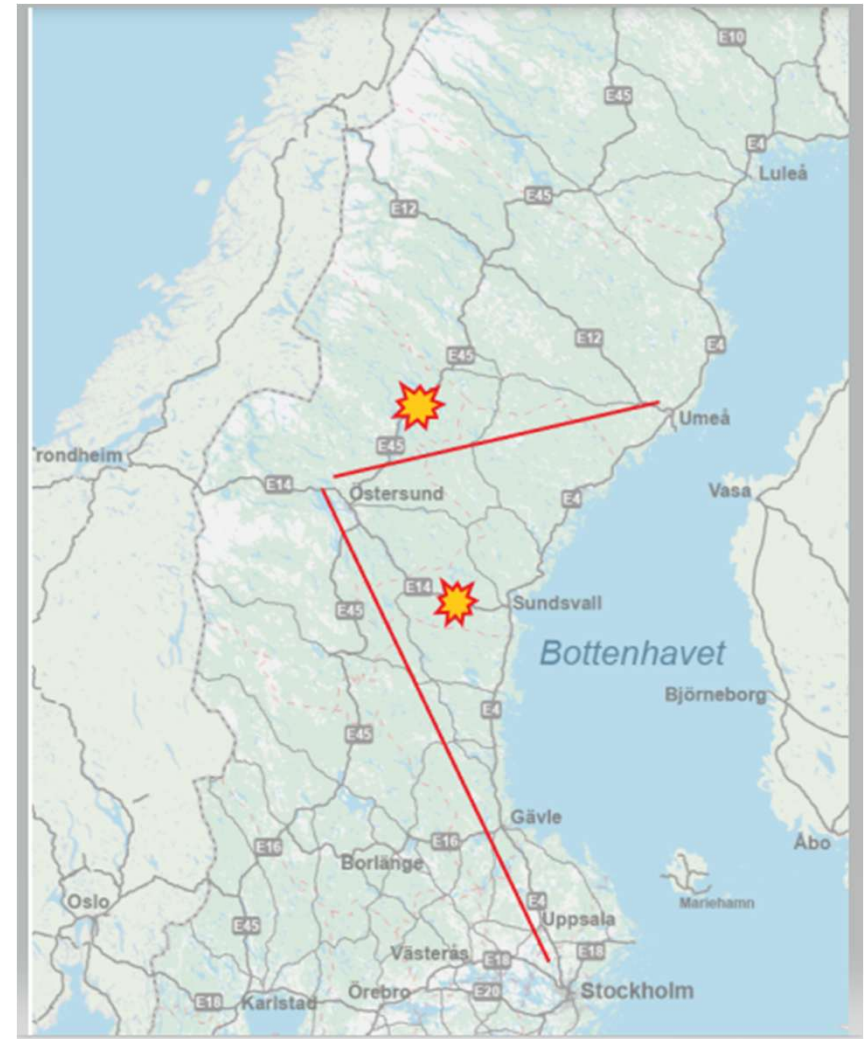 E10
E45
E4
Luleå
E45
E12
E12
E4
E45
Umeå
E45
rondheim
E14
Östersund
E4
Vasa
E14
E45
Sundsvall
Bottenhavet
Björneborg
E4
E45
Gävle
E16
E16
Åbo
Borlänge
Oslo
E4
Mariehamn
E45
Uppsala
Västerås
E18
E18
Örebro
E20
Stockholm
E18
Karlstad